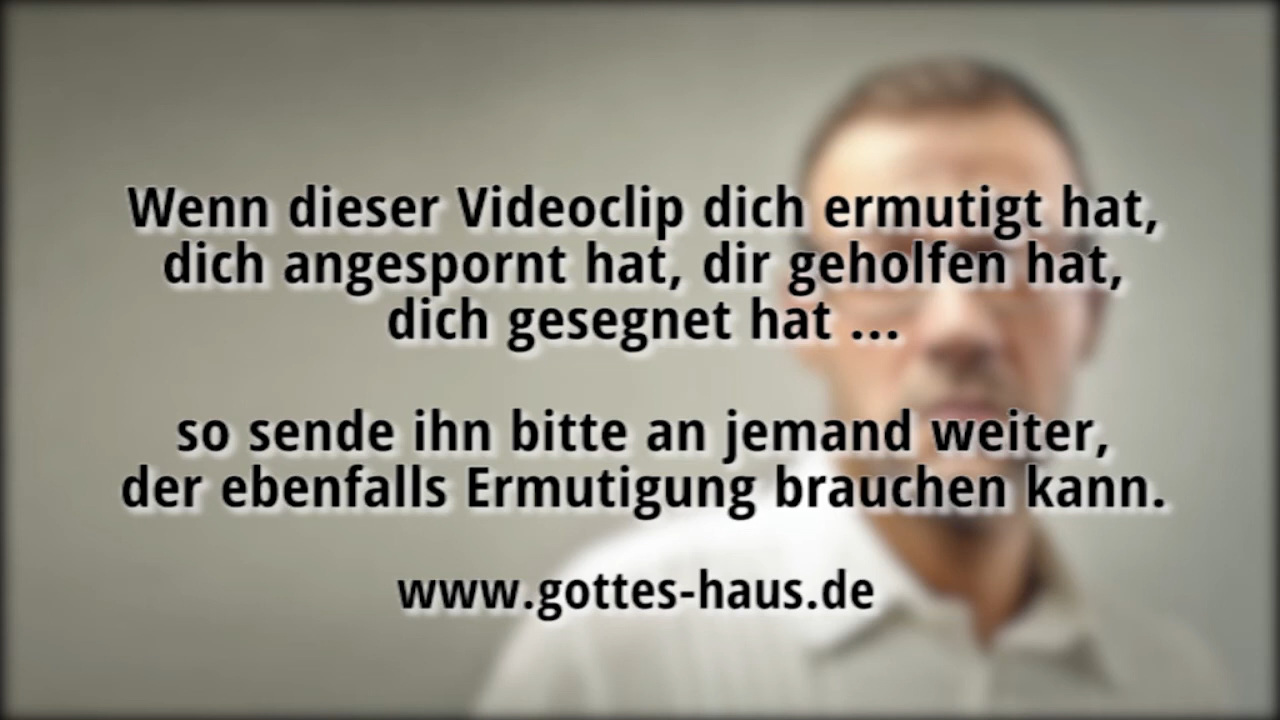 Wenn dieser Videoclip dich ermutigt hat,
dich angespornt hat, dir geholfen hat,
dich gesegnet hat ...
so sende ihn bitte an jemand weiter,
der ebenfalls Ermutigung brauchen kann.
www.gottes-haus.de